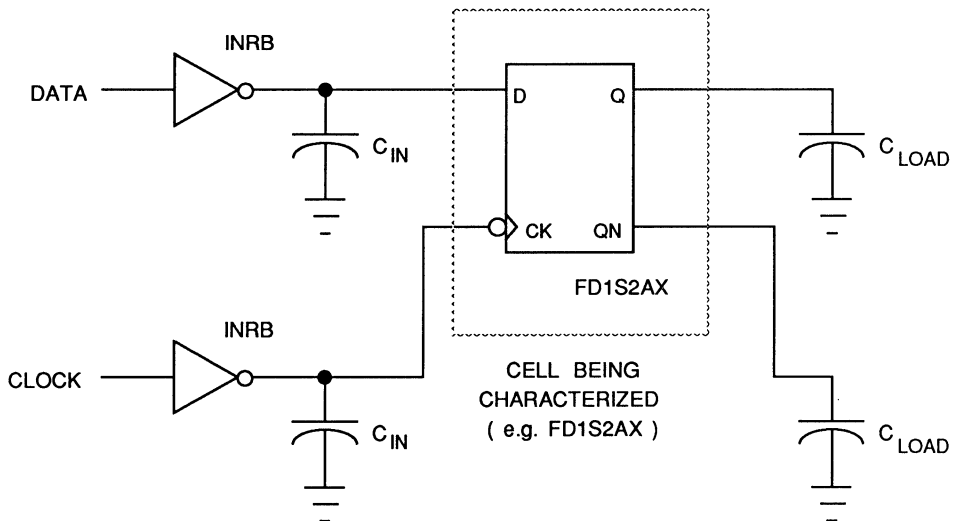 INRB
DATA
C IN
D
Q
C LOAD
CK
QN
FD1S2AX
INRB
CLOCK
C IN
CELL BEING
CHARACTERIZED
( e.g. FD1S2AX )
C LOAD